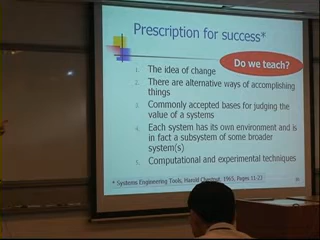 Prescription for success*
Do we teach?
1. The idea of change
2. There are alternative ways of accomplishing
things
3. Commonly accepted bases for judging the
value of a systems
4. Each system has its own environment and is
in fact a subsystem of some broader
system(s)
5. Computational and experimental techniques
* Systems Engineering Tools, Harold Chestnut, 1965, Pages 11-23